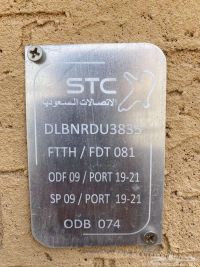 STC
الاتصالات السعودية
DLBNRDU3835
FTTH / FDT 081
ODF 09 / PORT 19-21
SP 09 / PORT 19-21
ODB 074